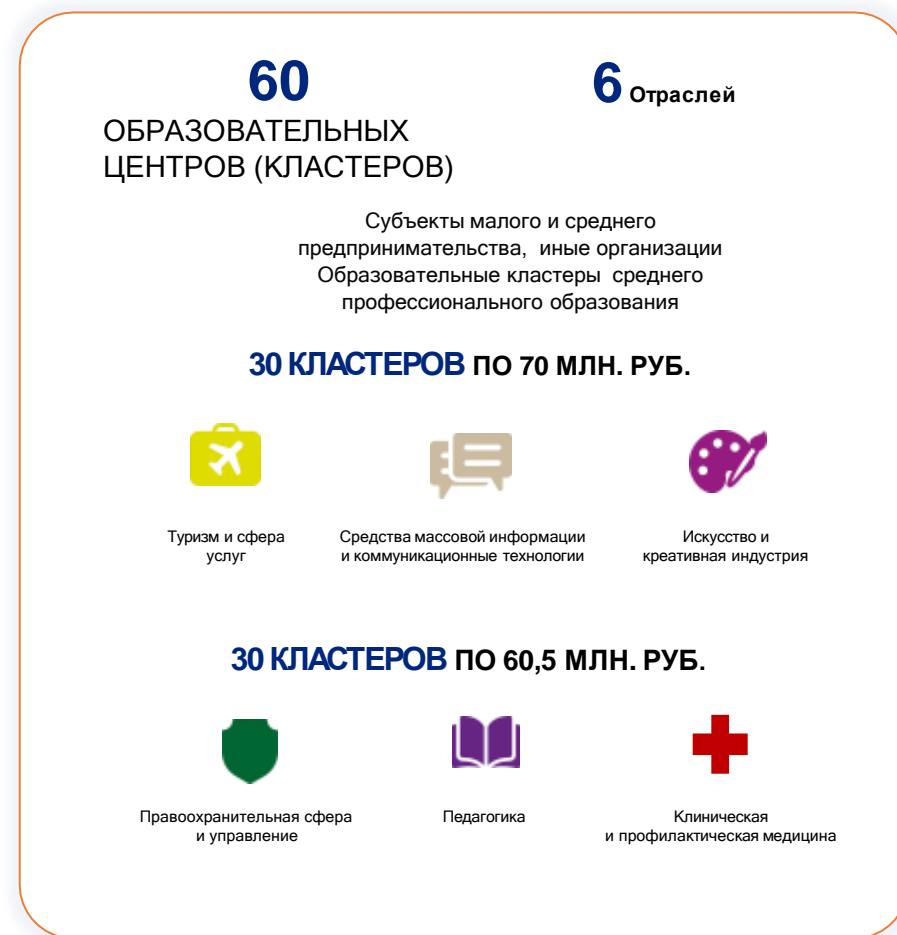 60
ОБРАЗОВАТЕЛЬНЫХ
ЦЕНТРОВ (КЛАСТЕРОВ)
6 Отраслей
Субъекты малого и среднего
предпринимательства, иные организации
Образовательные кластеры среднего
профессионального образования
30 КЛАСТЕРОВ ПО 70 МЛН. РУБ.
Туризм и сфера
услуг
Средства массовой информации
и коммуникационные технологии
Искусство и
креативная индустрия
30 КЛАСТЕРОВ ПО 60,5 МЛН. РУБ.
Правоохранительная сфера
и управление
Педагогика
Клиническая
и профилактическая медицина